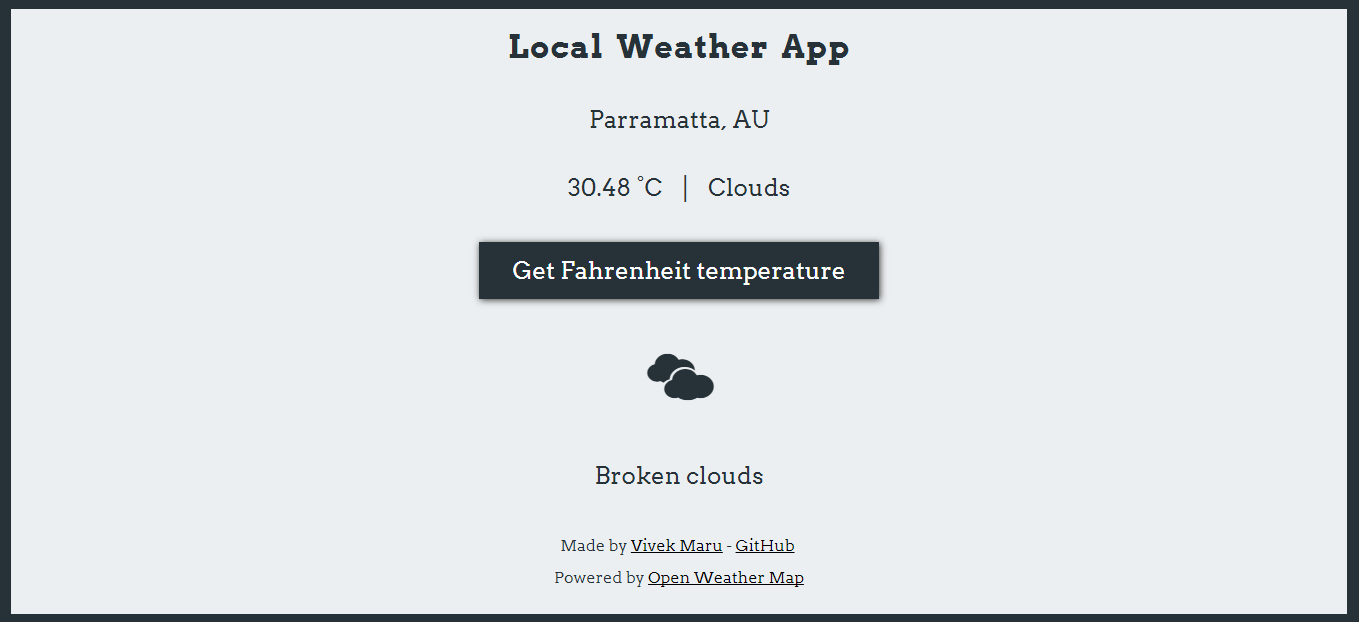 Local Weather App
Parramatta, AU
30.48 °C | Clouds
Get Fahrenheit temperature
Broken clouds
Made by Vivek Maru - GitHub
Powered by Open Weather Map